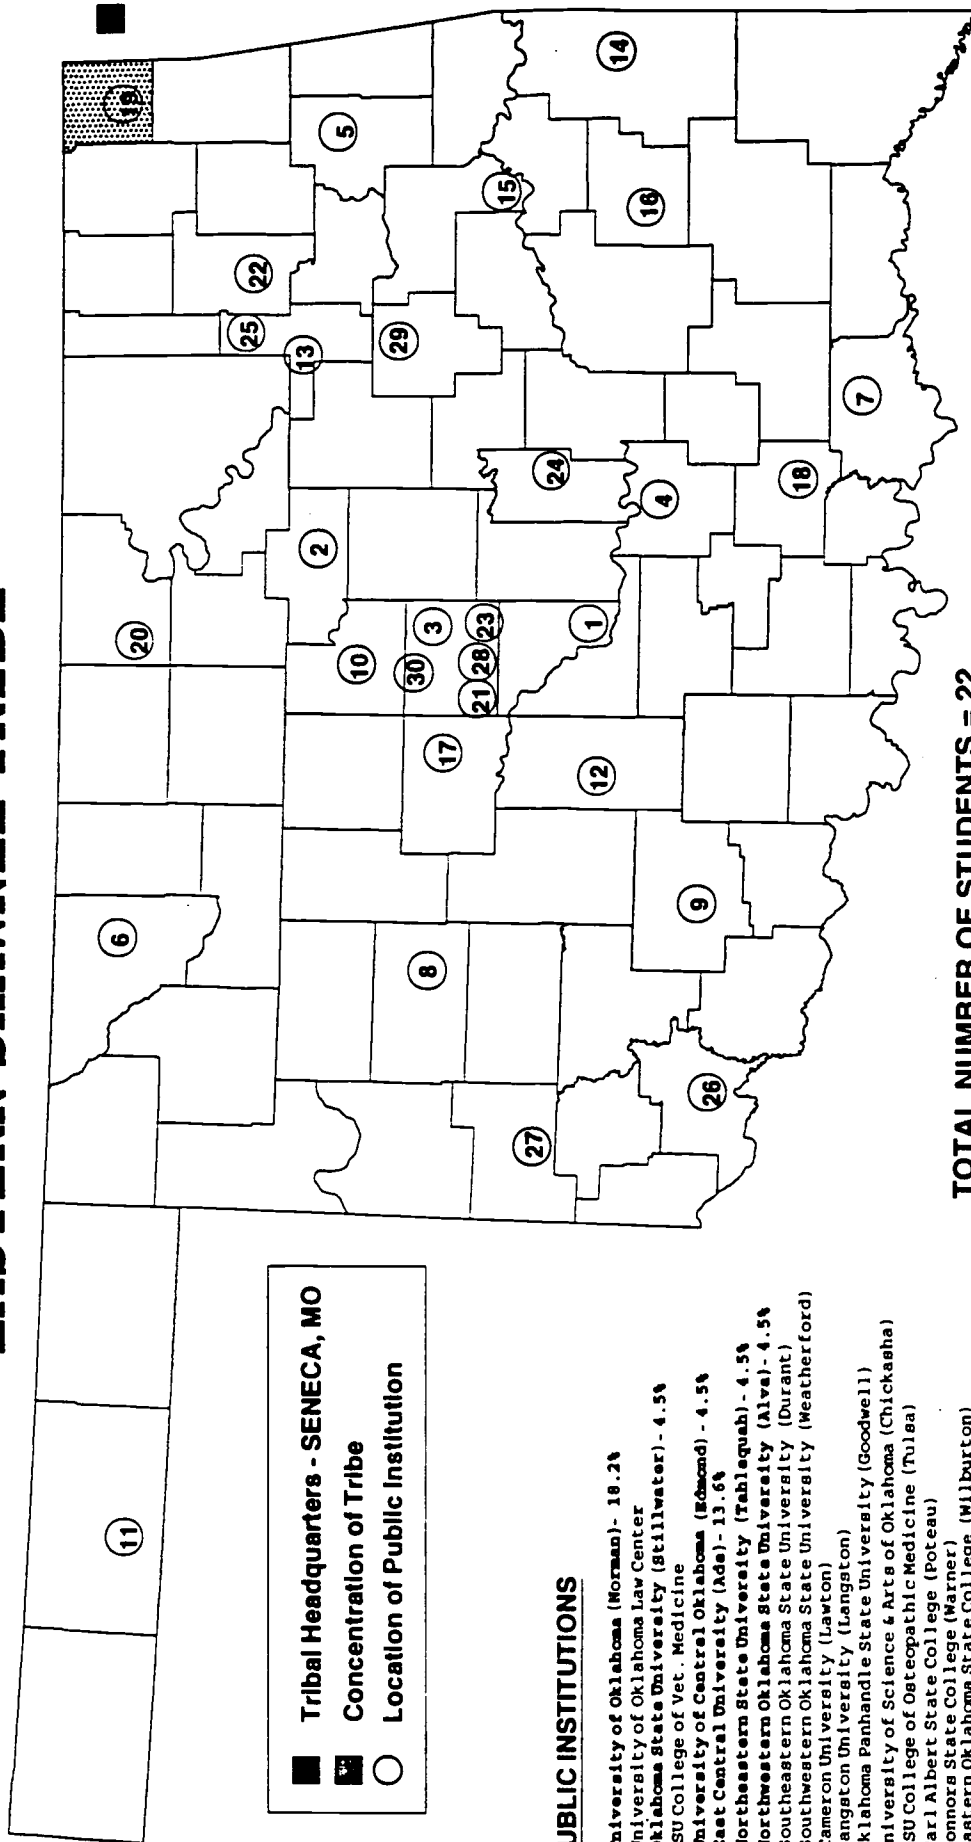 TOTAL NUMBER OF STUDENTS = 22
Tribal Headquarters - SENECA, MO
Concentration of Tribe
Location of Public Institution
UBLIC INSTITUTIONS
niversity of Oklahoma (Norman) - 18.2%
niversity of Oklahoma Law Center
klahoma State University (Stillwater) - 4.5%
SU College of Vet. Medicine
niversity of Central Oklahoma (Edmond) - 4.5%
ast Central University (Ada) - 13.6%
ortheastern State University (Tahlequah) - 4.5%
orthwestern Oklahoma State University (Alva) - 4.5%
outheastern Oklahoma State University (Durant)
outhwestern Oklahoma State University (Weatherford)
ameron University (Lawton)
angston University (Langston)
klahoma Panhandle State University (Goodwell)
niversity of Science & Arts of Oklahoma (Chickasha)
SU College of Osteopathic Medicine (Tulsa)
arl Albert State College (Poteau)
onnors State College (Warner)
astern Oklahoma State College (Wilburton)
11
6
20
25
22
19
5
13
2
10
8
17
30
3
21
28
23
29
15
14
27
12
1
24
16
9
4
26
18
7